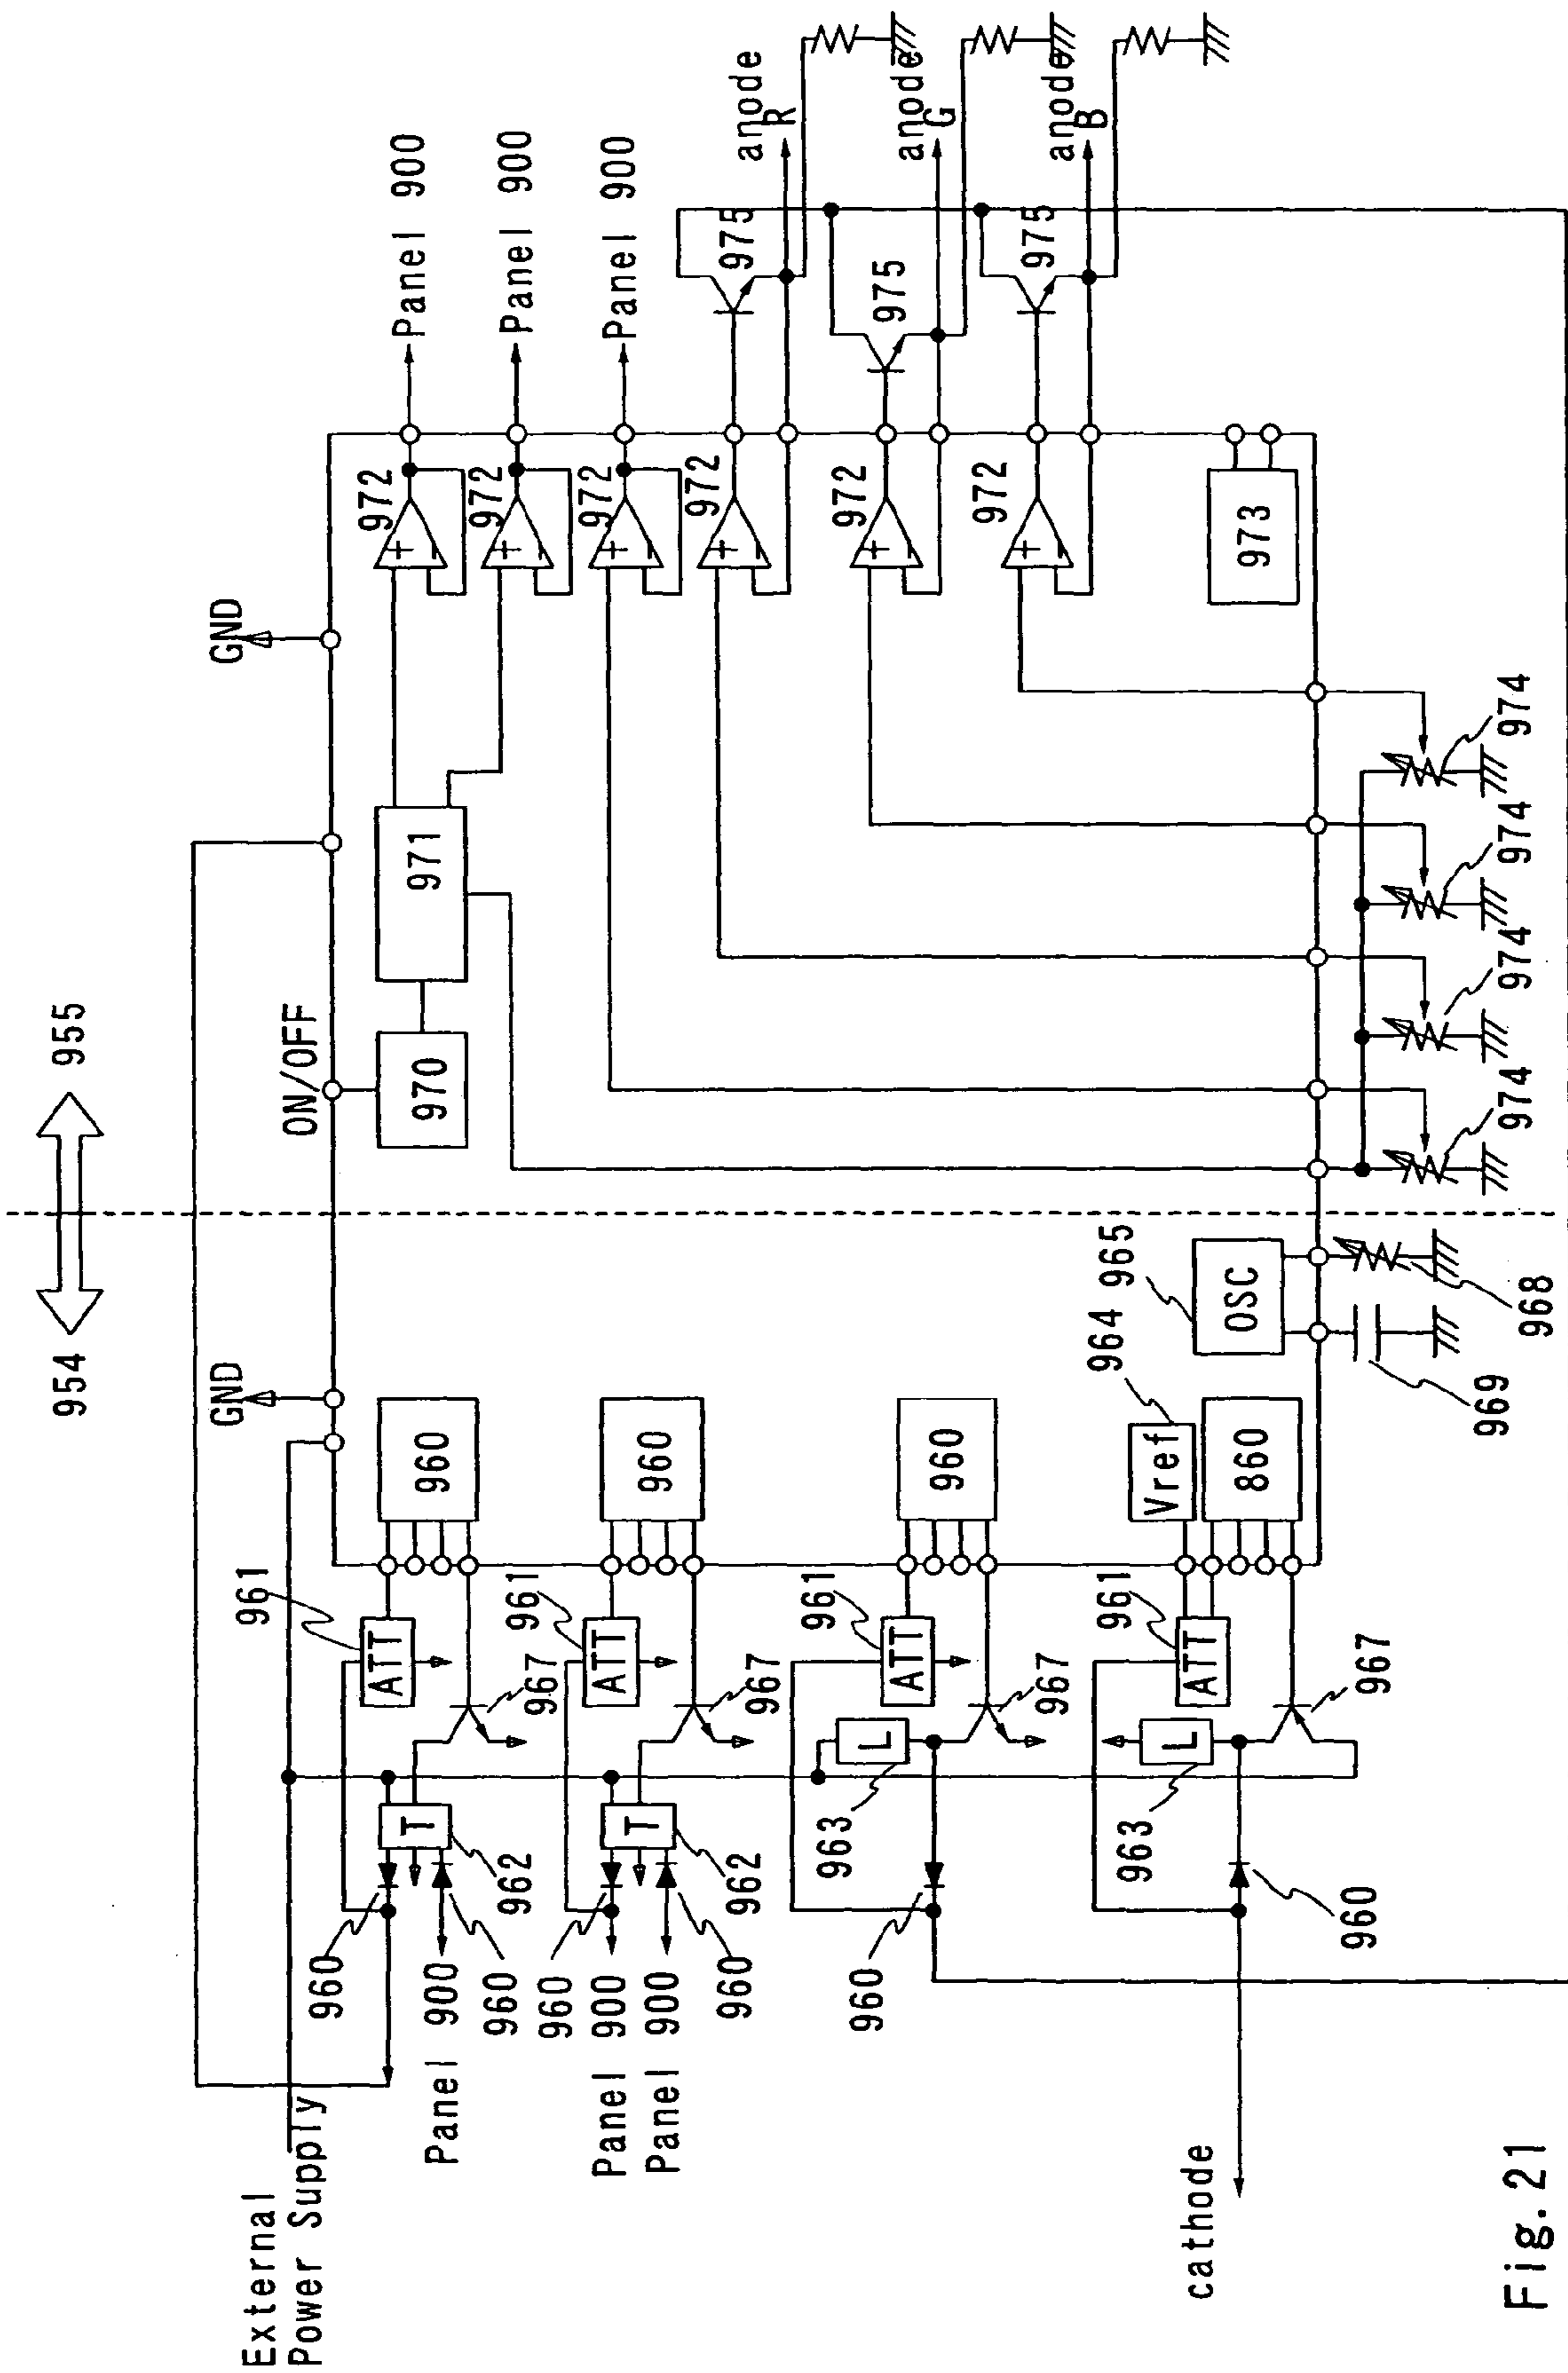 954
955
External
Power Supply
GND
ON/OFF
GND
961
ATT
960
970
971
972
Panel 900
960
T
967
Panel 900
960
962
972
Panel 900
961
ATT
960
972
Panel 900
960
T
967
Panel 900
Panel 900
960
962
972
975
anode
R
961
ATT
960
L
963
967
960
972
975
anode
G
964
965
Vref
OSC
961
ATT
860
L
963
967
960
972
975
anode
B
973
cathode
969
968
974
974
974
974
Fig. 21